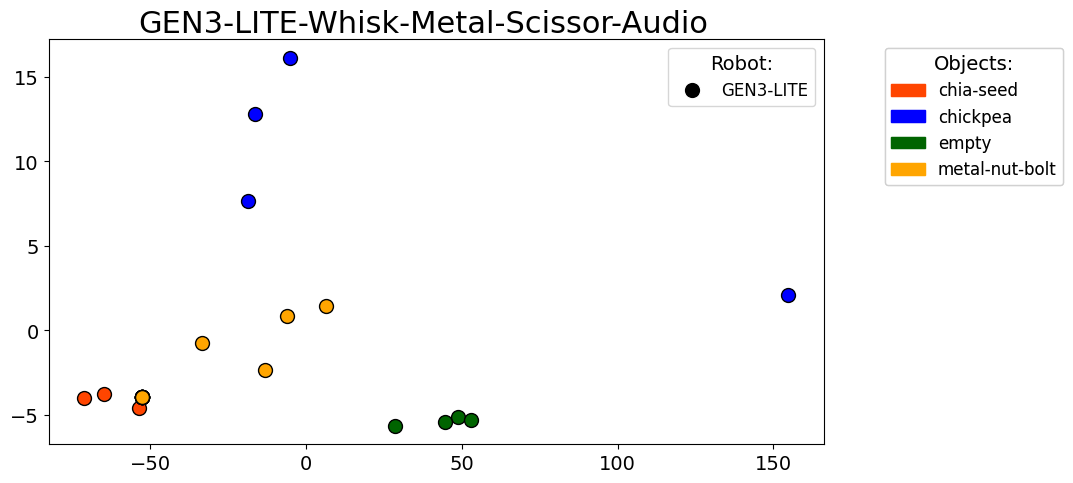 GEN3-LITE-Whisk-Metal-Scissor-Audio
15
10
5
0
−5
−50
0
50
100
150
Robot:
GEN3-LITE
Objects:
chia-seed
chickpea
empty
metal-nut-bolt